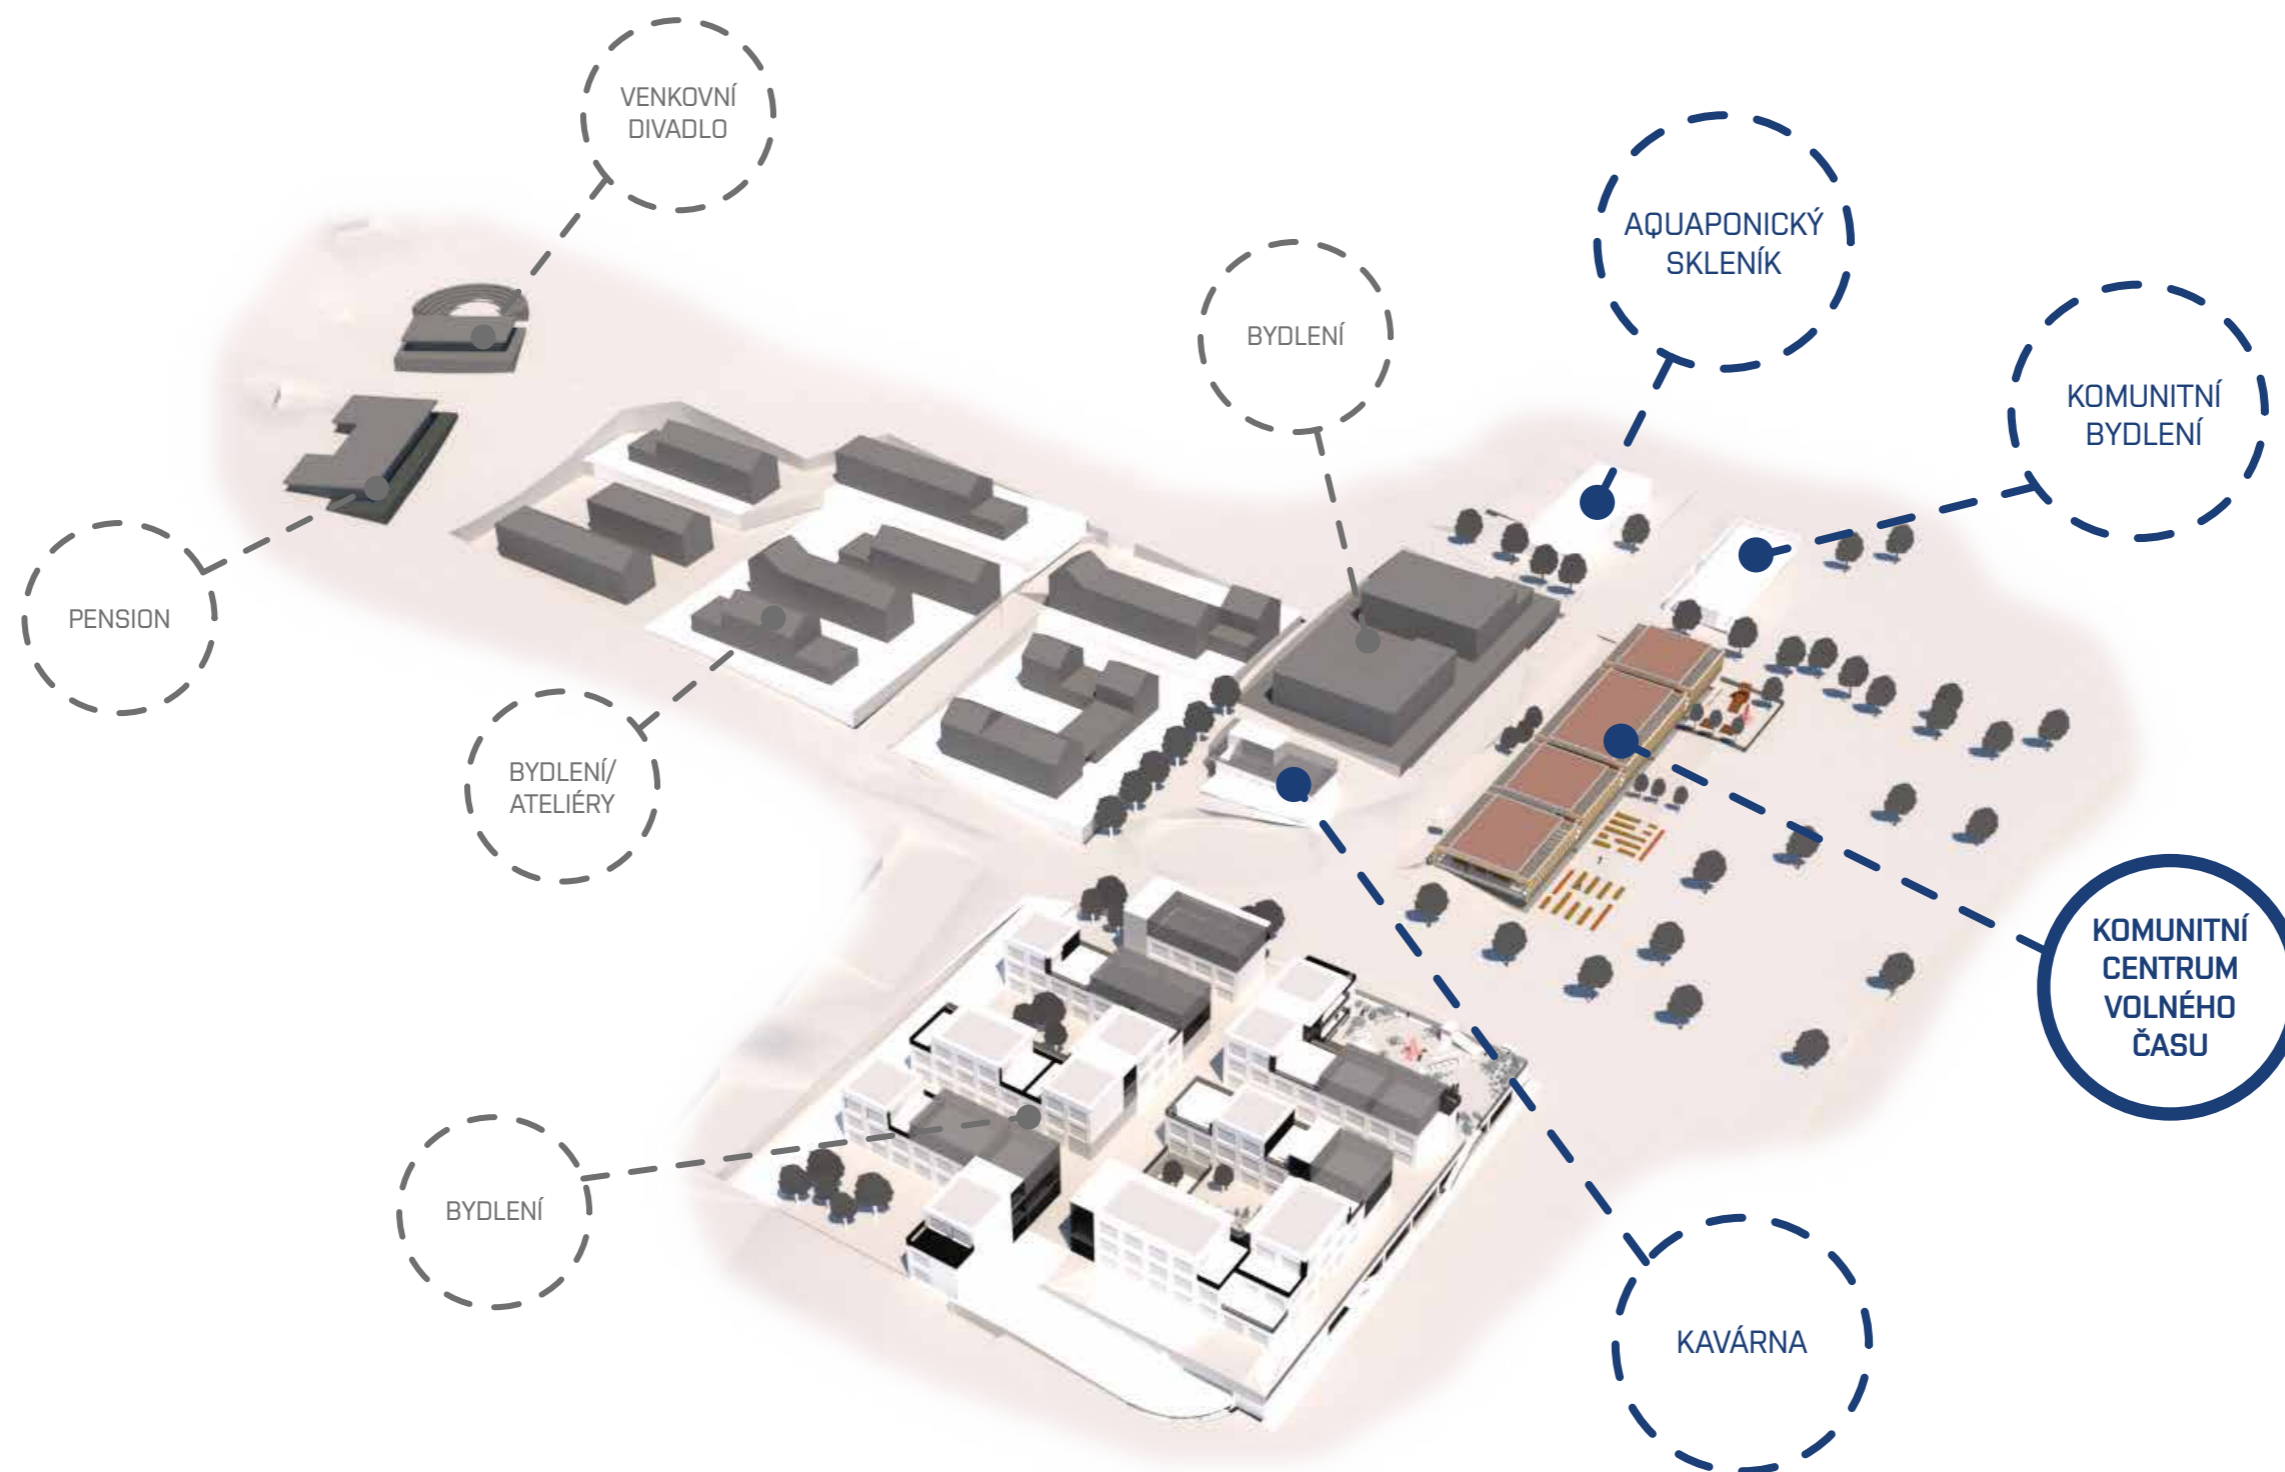 VENKOVNÍ
DIVADLO
AQUAPONICKÝ
SKLENÍK
BYDLENÍ
KOMUNITNÍ
BYDLENÍ
PENSION
BYDLENÍ/
ATELIÉRY
KOMUNITNÍ
CENTRUM
VOLNÉHO
ČASU
BYDLENÍ
KAVÁRNA